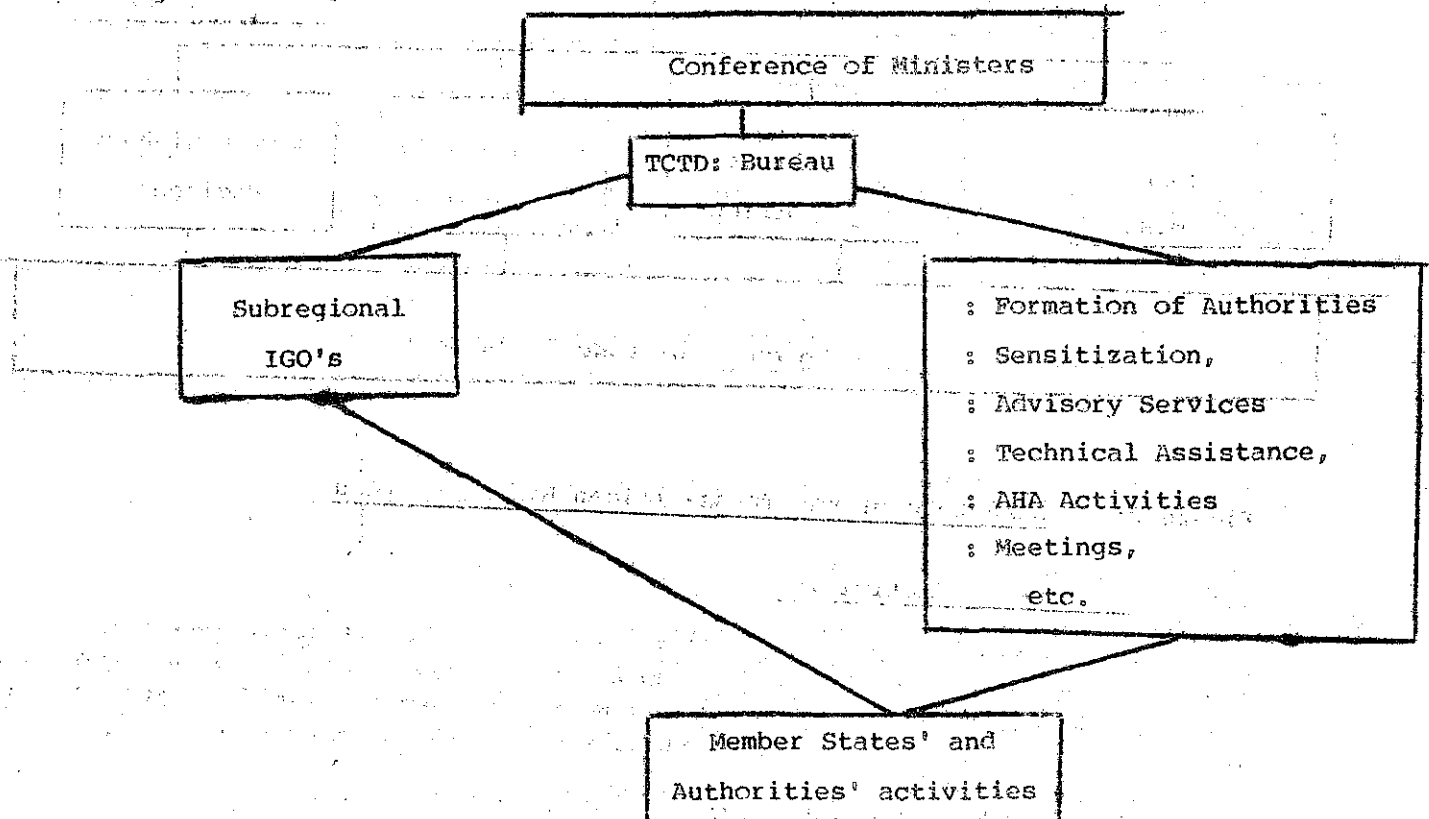 Conference of Ministers
TCTD: Bureau
Subregional
IGO's
: Formation of Authorities
: Sensitization,
: Advisory Services
: Technical Assistance,
: AHA Activities
: Meetings,
etc.
Member States' and
Authorities' activities